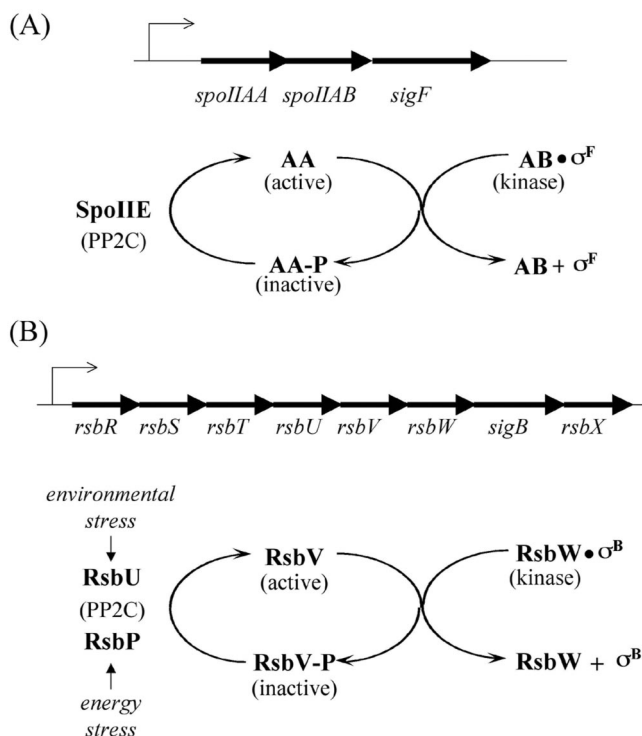 (A)
spoIIAA spoIIAB sigF
AA AB • σF
(active) (kinase)
SpoIIE
(PP2C)
AA-P AB + σF
(inactive)
(B)
rsbR rsbS rsbT rsbU rsbV rsbW sigB rsbX
environmental
stress
RsbV RsbW • σB
(active) (kinase)
RsbU
(PP2C)
RsbP
RsbV-P RsbW + σB
(inactive)
energy
stress